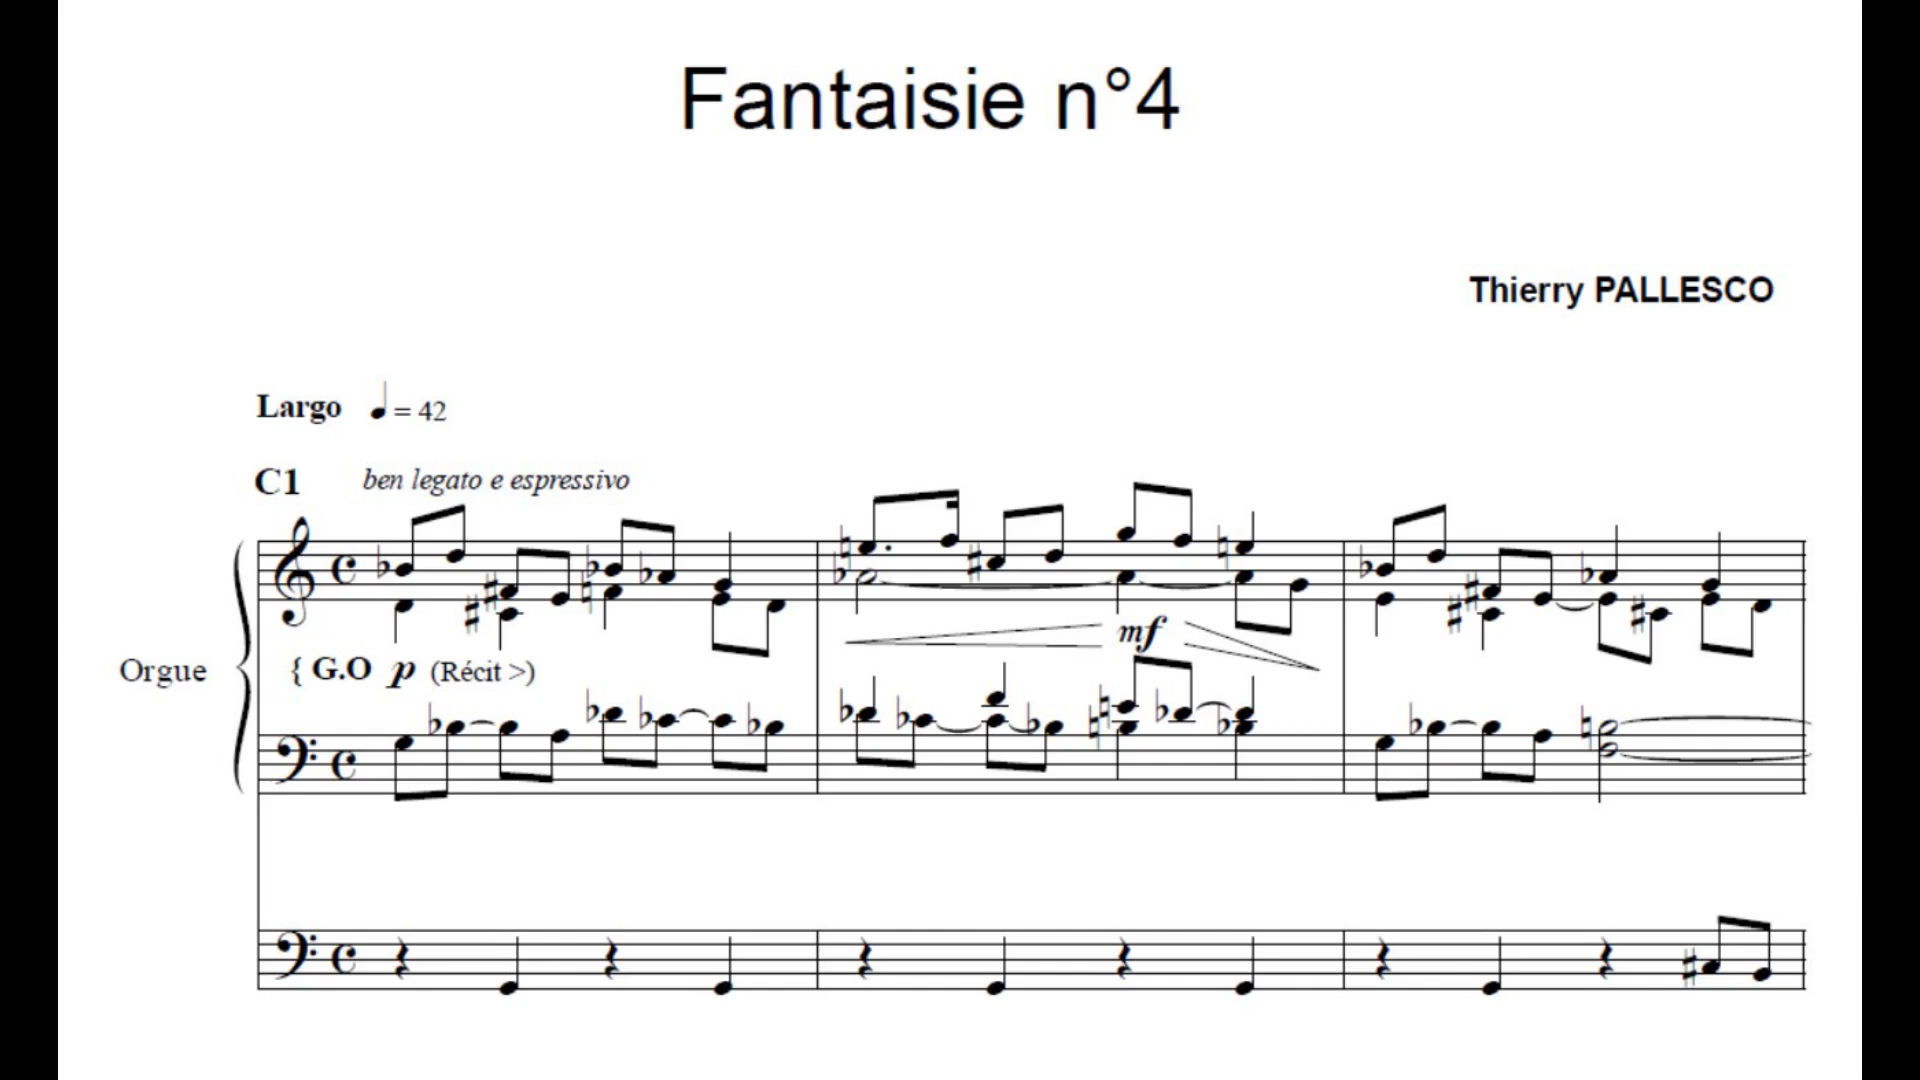 Fantaisie n°4
Thierry PALLESCO
Largo ♩ = 42
C1 ben legato e espressivo
mf
Orgue { G.O p (Récit >)